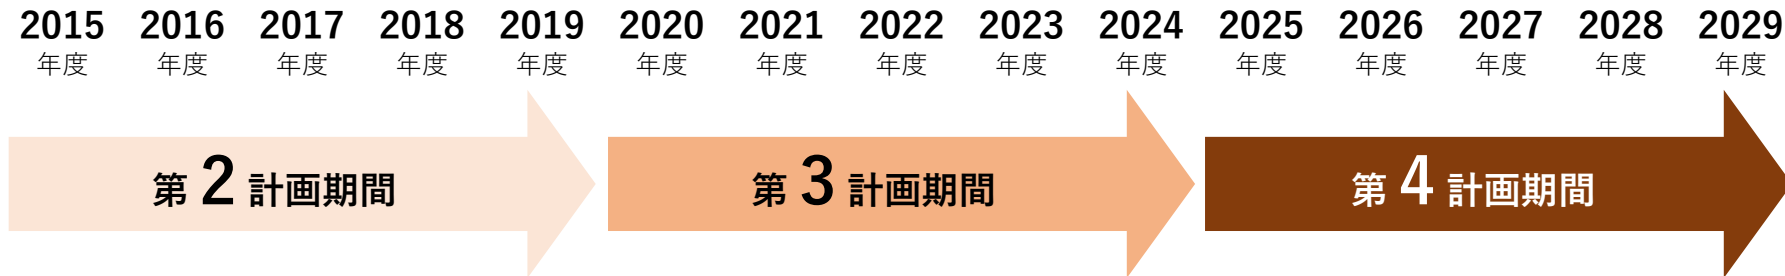 2015 2016 2017 2018 2019 2020 2021 2022 2023 2024 2025 2026 2027 2028 2029
年度 年度 年度 年度 年度 年度 年度 年度 年度 年度 年度 年度 年度 年度 年度
第2計画期間 第3計画期間 第4計画期間